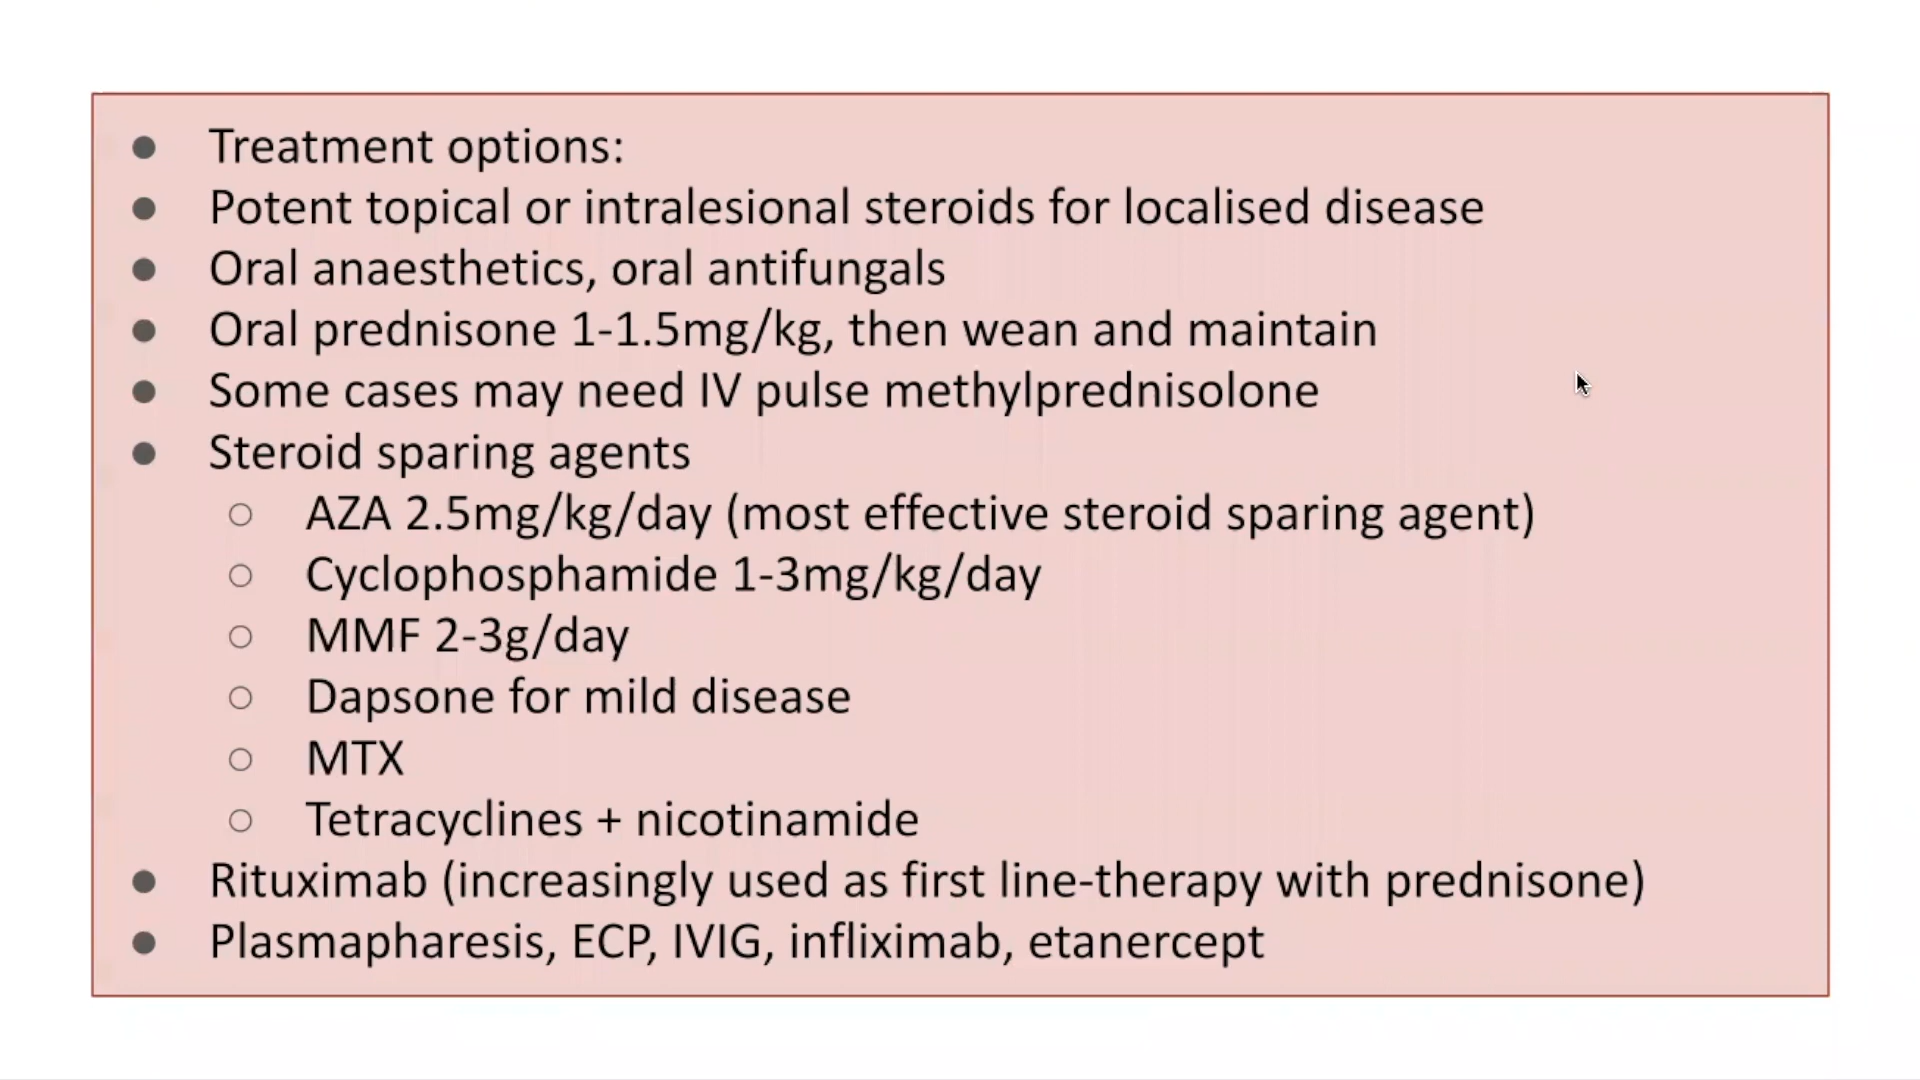 ● Treatment options:
● Potent topical or intralesional steroids for localised disease
● Oral anaesthetics, oral antifungals
● Oral prednisone 1-1.5mg/kg, then wean and maintain
● Some cases may need IV pulse methylprednisolone
● Steroid sparing agents
○ AZA 2.5mg/kg/day (most effective steroid sparing agent)
○ Cyclophosphamide 1-3mg/kg/day
○ MMF 2-3g/day
○ Dapsone for mild disease
○ MTX
○ Tetracyclines + nicotinamide
● Rituximab (increasingly used as first line-therapy with prednisone)
● Plasmapharesis, ECP, IVIG, infliximab, etanercept